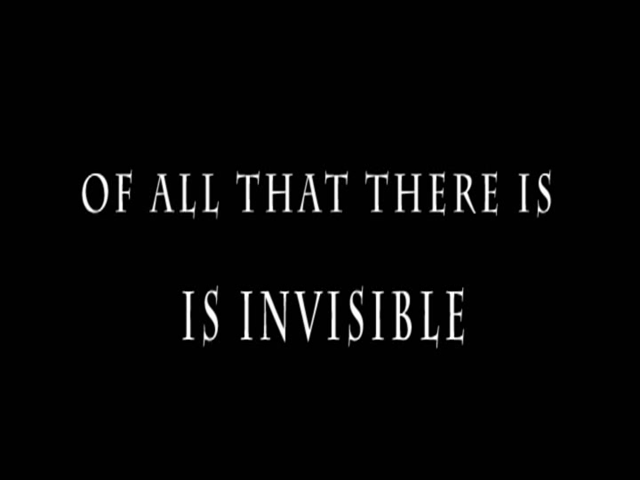 OF ALL THAT THERE IS
IS INVISIBLE